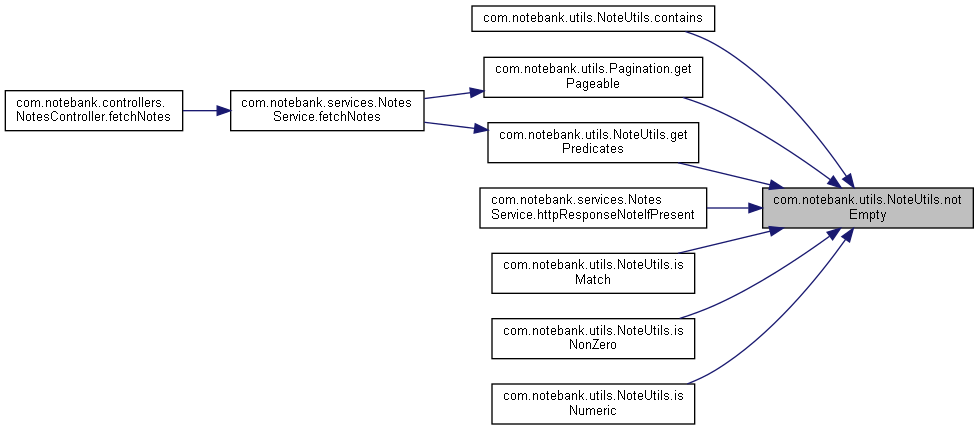 com.notebank.utils.NoteUtils.contains
com.notebank.utils.Pagination.get
Pageable
com.notebank.controllers.
NotesController.fetchNotes
com.notebank.services.Notes
Service.fetchNotes
com.notebank.utils.NoteUtils.get
Predicates
com.notebank.services.Notes
Service.httpResponseNoteIfPresent
com.notebank.utils.NoteUtils.not
Empty
com.notebank.utils.NoteUtils.is
Match
com.notebank.utils.NoteUtils.is
NonZero
com.notebank.utils.NoteUtils.is
Numeric